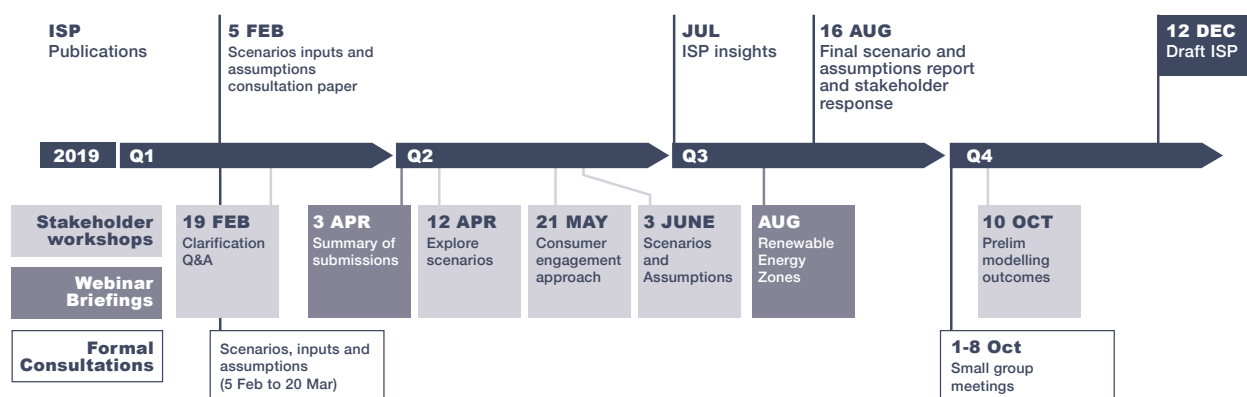 ISP
Publications
5 FEB
Scenarios inputs and
assumptions
consultation paper
JUL
ISP insights
16 AUG
Final scenario and
assumptions report
and stakeholder
response
12 DEC
Draft ISP
2019
Q1
Q2
Q3
Q4
Stakeholder
workshops
Webinar
Briefings
19 FEB
Clarification
Q&A
3 APR
Summary of
submissions
12 APR
Explore
scenarios
21 MAY
Consumer
engagement
approach
3 JUNE
Scenarios
and
Assumptions
AUG
Renewable
Energy
Zones
10 OCT
Prelim
modelling
outcomes
Formal
Consultations
Scenarios, inputs and
assumptions
(5 Feb to 20 Mar)
1-8 Oct
Small group
meetings